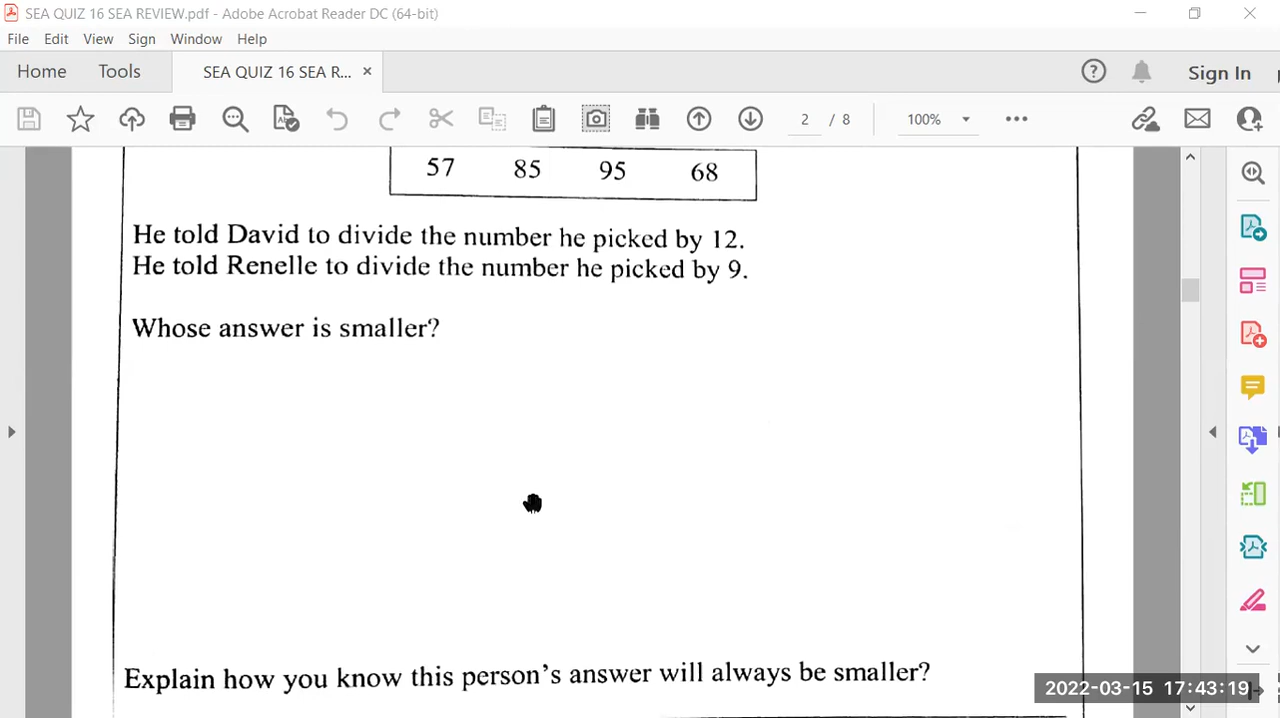 SEA QUIZ 16 SEA REVIEW.pdf - Adobe Acrobat Reader DC (64-bit)
File Edit View Sign Window Help
Home Tools SEA QUIZ 16 SEA R... × Sign In
2 / 8 100%
57 85 95 68
He told David to divide the number he picked by 12.
He told Renelle to divide the number he picked by 9.
Whose answer is smaller?
Explain how you know this person's answer will always be smaller?
2022-03-15 17:43:19